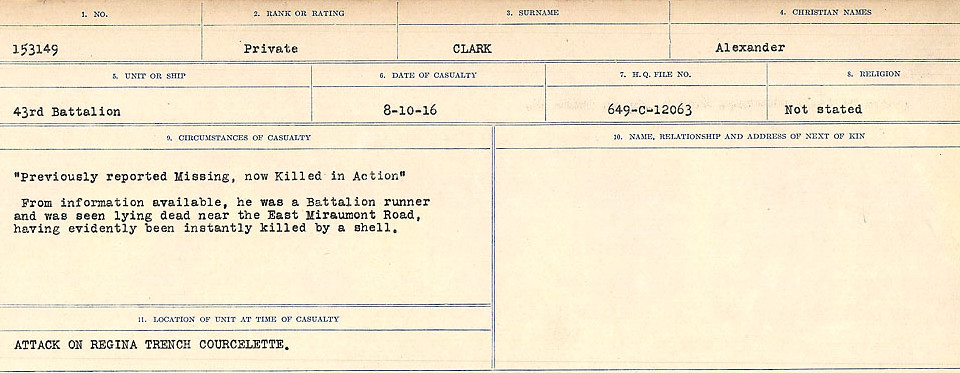 1. NO.
2. RANK OR RATING
3. SURNAME
4. CHRISTIAN NAMES
153149
Private
CLARK
Alexander
5. UNIT OR SHIP
6. DATE OF CASUALTY
7. H.Q. FILE NO.
8. RELIGION
43rd Battalion
8-10-16
649-C-12063
Not stated
9. CIRCUMSTANCES OF CASUALTY
"Previously reported Missing, now Killed in Action"
From information available, he was a Battalion runner
and was seen lying dead near the East Miraumont Road,
having evidently been instantly killed by a shell.
10. NAME, RELATIONSHIP AND ADDRESS OF NEXT OF KIN
11. LOCATION OF UNIT AT TIME OF CASUALTY
ATTACK ON REGINA TRENCH COURCELETTE.